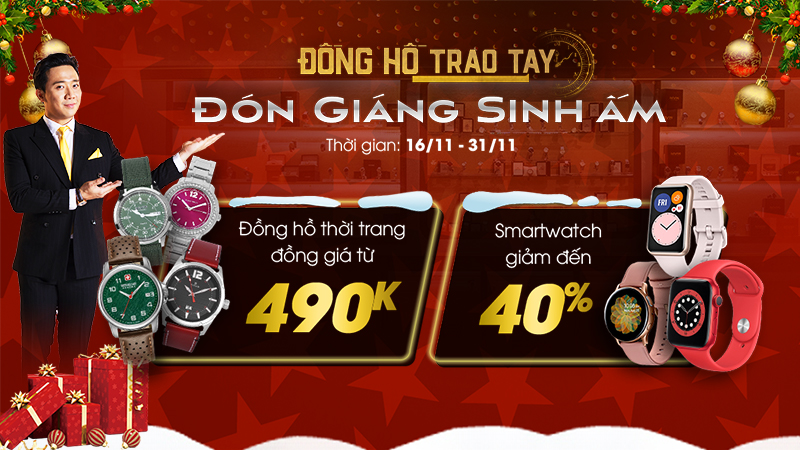 ĐỒNG HỒ TRAO TAY
ĐÓN GIÁNG SINH ẤM
Thời gian: 16/11 - 31/11
Đồng hồ thời trang
đồng giá từ
490K
Smartwatch
giảm đến
40%
FRI